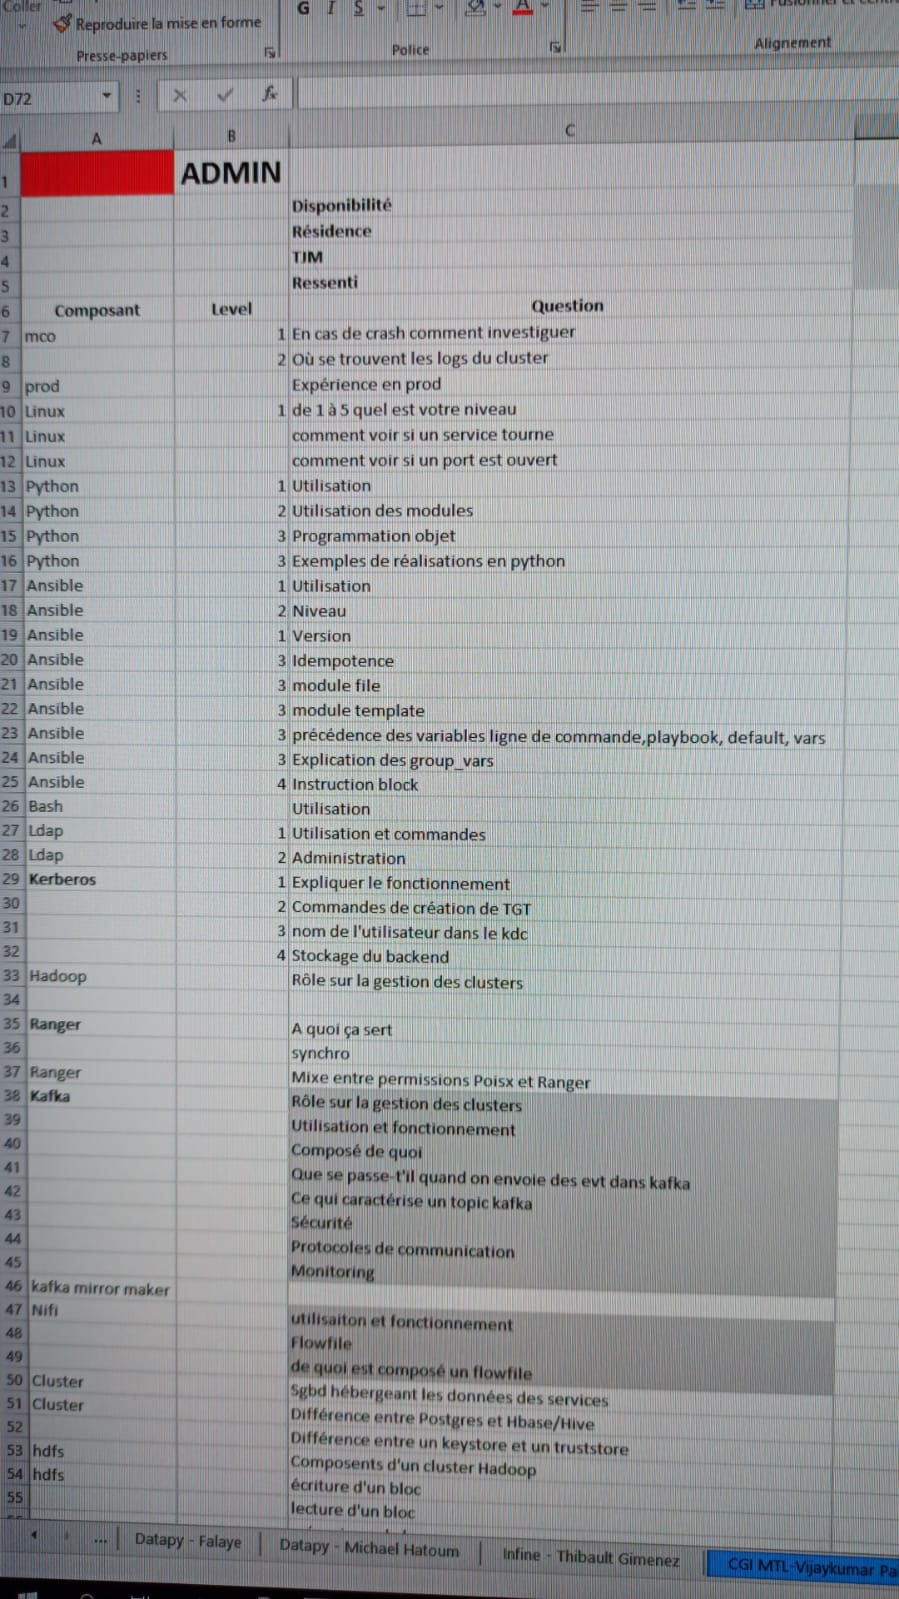 Coller
Reproduire la mise en forme
Presse-papiers
G I S
Police
Alignement
D72
fx
A B C
1 ADMIN
2 Disponibilité
3 Résidence
4 TJM
5 Ressenti
6 Composant Level Question
7 mco 1 En cas de crash comment investiguer
8 2 Où se trouvent les logs du cluster
9 prod Expérience en prod
10 Linux 1 de 1 à 5 quel est votre niveau
11 Linux comment voir si un service tourne
12 Linux comment voir si un port est ouvert
13 Python 1 Utilisation
14 Python 2 Utilisation des modules
15 Python 3 Programmation objet
16 Python 3 Exemples de réalisations en python
17 Ansible 1 Utilisation
18 Ansible 2 Niveau
19 Ansible 1 Version
20 Ansible 3 Idempotence
21 Ansible 3 module file
22 Ansible 3 module template
23 Ansible 3 précédence des variables ligne de commande,playbook, default, vars
24 Ansible 3 Explication des group_vars
25 Ansible 4 Instruction block
26 Bash Utilisation
27 Ldap 1 Utilisation et commandes
28 Ldap 2 Administration
29 Kerberos 1 Expliquer le fonctionnement
30 2 Commandes de création de TGT
31 3 nom de l'utilisateur dans le kdc
32 4 Stockage du backend
33 Hadoop Rôle sur la gestion des clusters
34
35 Ranger A quoi ça sert
36 synchro
37 Ranger Mixe entre permissions Poisx et Ranger
38 Kafka Rôle sur la gestion des clusters
39 Utilisation et fonctionnement
40 Composé de quoi
41 Que se passe-t'il quand on envoie des evt dans kafka
42 Ce qui caractérise un topic kafka
43 Sécurité
44 Protocoles de communication
45 Monitoring
46 kafka mirror maker
47 Nifi utilisaiton et fonctionnement
48 Flowfile
49 de quoi est composé un flowfile
50 Cluster Sgbd hébergeant les données des services
51 Cluster Différence entre Postgres et Hbase/Hive
52 Différence entre un keystore et un truststore
53 hdfs Composents d'un cluster Hadoop
54 hdfs écriture d'un bloc
55 lecture d'un bloc
... Datapy - Falaye Datapy - Michael Hatoum Infine - Thibault Gimenez CGI MTL-Vijaykumar Pa